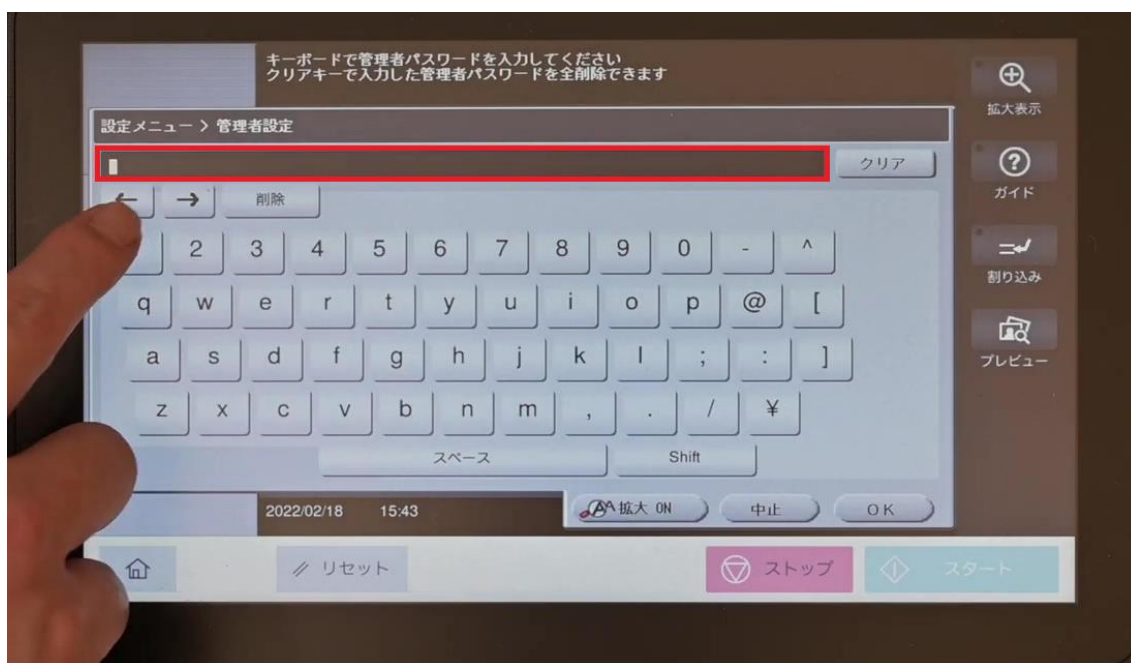 キーボードで管理者パスワードを入力してください
クリアキーで入力した管理者パスワードを全削除できます
拡大表示
設定メニュー > 管理者設定
クリア
ガイド
← → 削除
2 3 4 5 6 7 8 9 0 - ^
割り込み
q w e r t y u i o p @ [
a s d f g h j k l ; : ]
プレビュー
z x c v b n m , . / ¥
スペース Shift
2022/02/18 15:43 AA 拡大 ON 中止 OK
リセット ストップ スタート